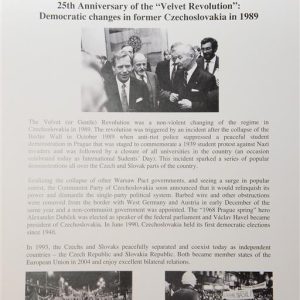 25th Anniversary of the "Velvet Revolution":
Democratic changes in former Czechoslovakia in 1989
The Velvet (or Gentle) Revolution was a non-violent changing of the regime in
Czechoslovakia in 1989. The revolution was triggered by an incident after the collapse of the
Berlin Wall in October 1989 when anti-riot police suppressed a peaceful student
demonstration in Prague that was staged to commemorate a 1939 student protest against Nazi
invaders and was followed by a closure of all universities in the country (an occasion
celebrated today as International Students' Day). This incident sparked a series of popular
demonstrations all over the Czech and Slovak parts of the country.
Realizing the collapse of other Warsaw Pact governments, and seeing a surge in popular
unrest, the Communist Party of Czechoslovakia soon announced that it would relinquish its
power and dismantle the single-party political system. Barbed wire and other obstructions
were removed from the border with West Germany and Austria in early December of the
same year and a non-communist government was appointed. The "1968 Prague spring" hero
Alexander Dubček was elected as speaker of the federal parliament and Václav Havel became
president of Czechoslovakia. In June 1990, Czechoslovakia held its first democratic elections
since 1946.
In 1993, the Czechs and Slovaks peacefully separated and coexist today as independent
countries – the Czech Republic and Slovakia Republic. Both became member states of the
European Union in 2004 and enjoy excellent bilateral relations.